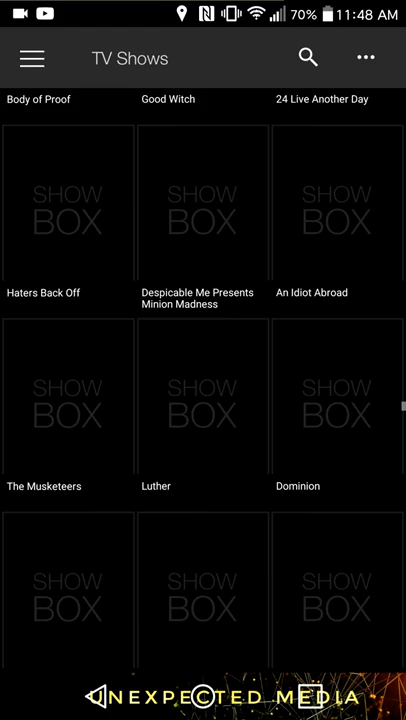 70% 11:48 AM
TV Shows
Body of Proof Good Witch 24 Live Another Day
SHOW SHOW SHOW
BOX BOX BOX
Haters Back Off Despicable Me Presents An Idiot Abroad
Minion Madness
SHOW SHOW SHOW
BOX BOX BOX
The Musketeers Luther Dominion
SHOW SHOW SHOW
BOX BOX BOX
UNEXPECTED MEDIA